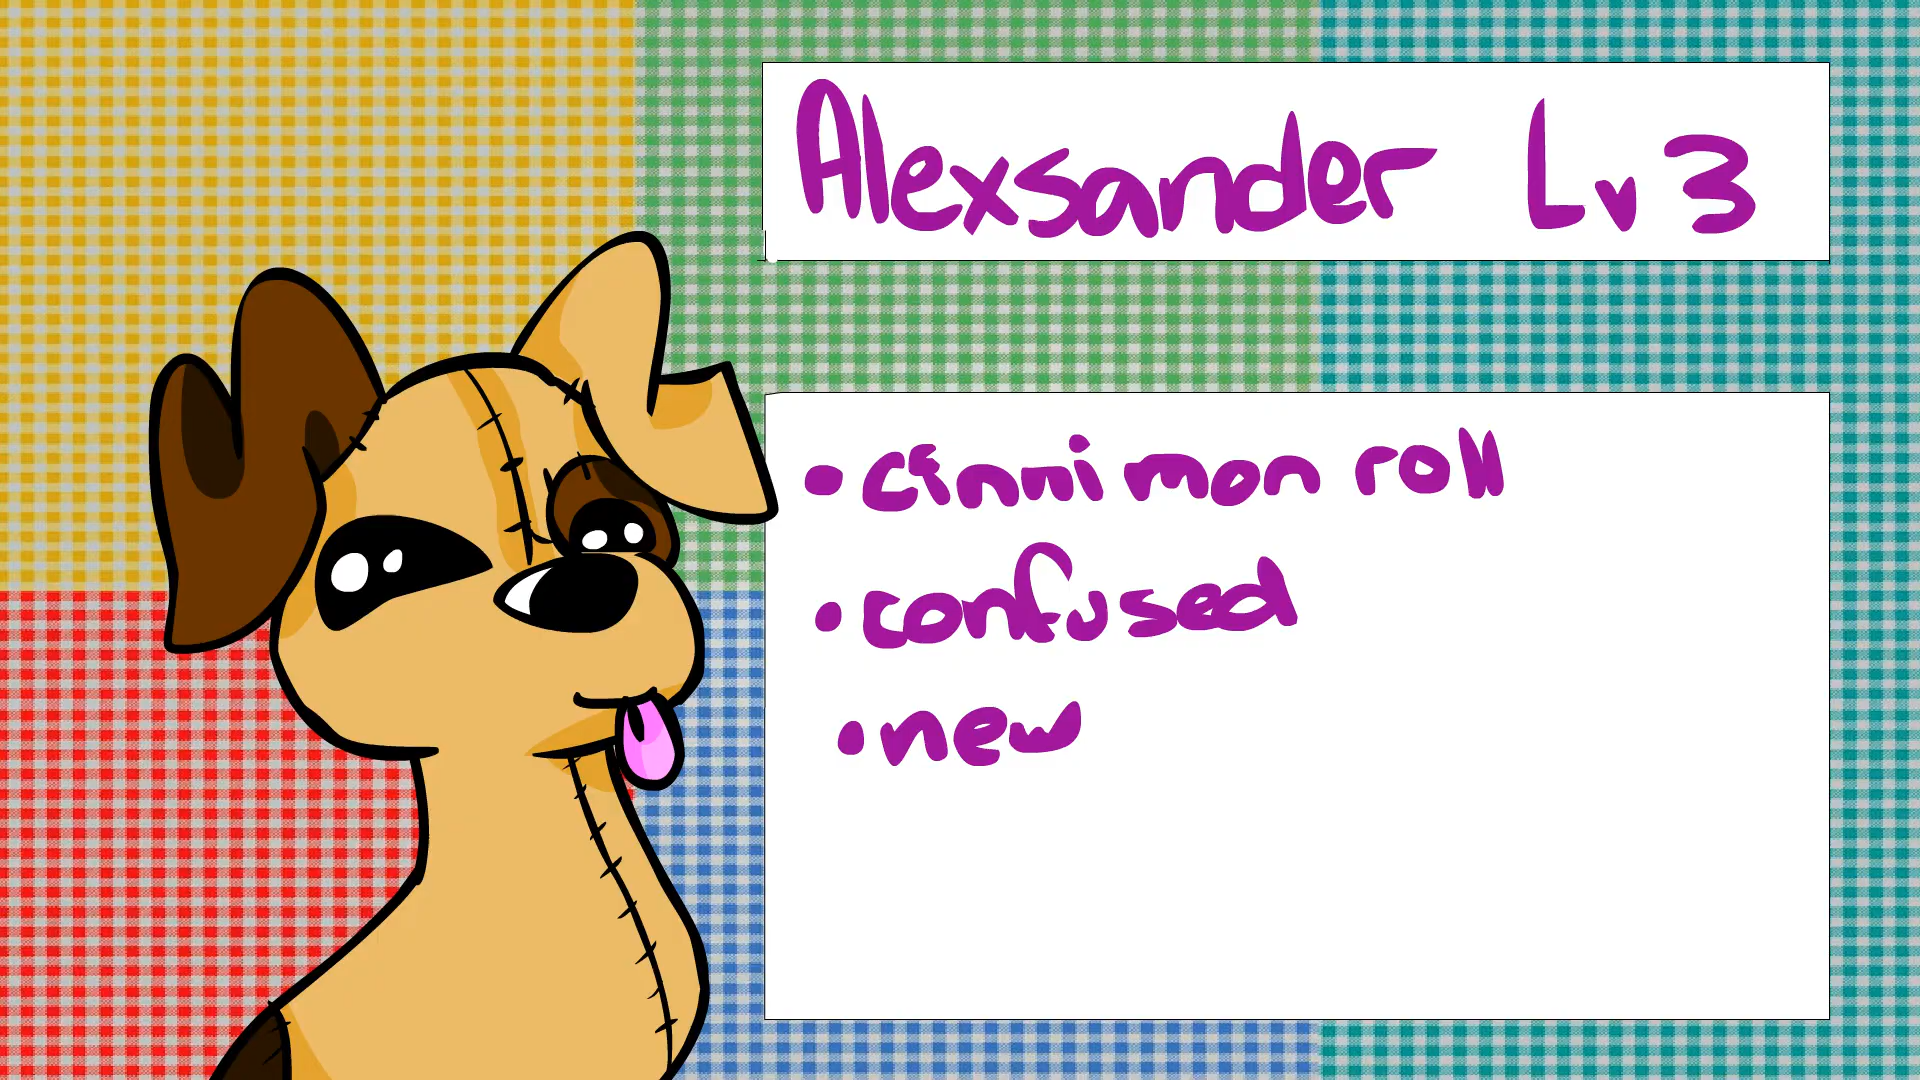 Alexsander Lv 3
• cinnimon roll
• confused
• new